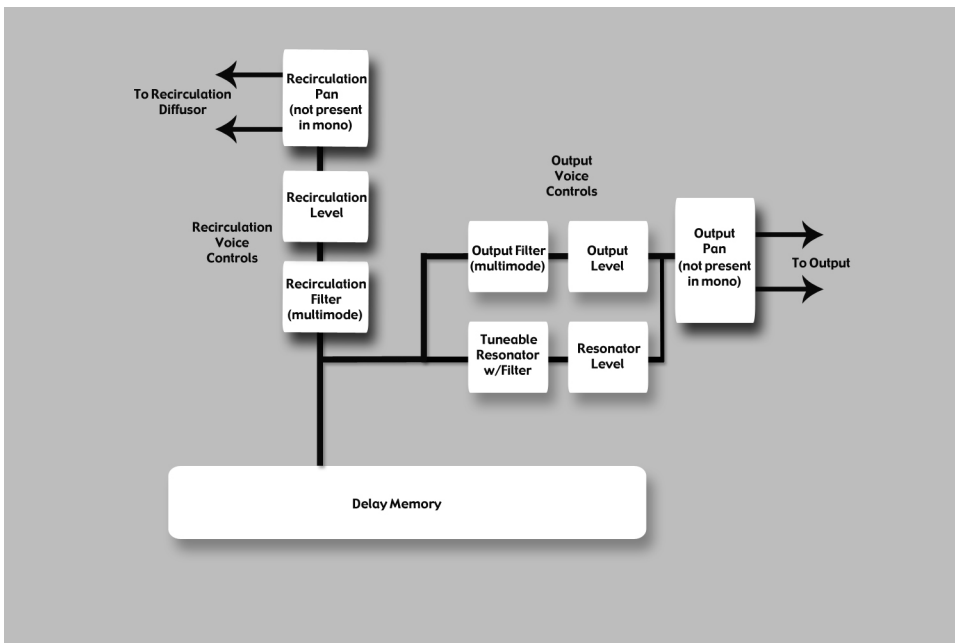 Recirculation
Pan
(not present
in mono)
To Recirculation
Diffusor
Recirculation
Level
Recirculation
Voice
Controls
Recirculation
Filter
(multimode)
Output
Voice
Controls
Output Filter
(multimode)
Output
Level
Output
Pan
(not present
in mono)
To Output
Tuneable
Resonator
w/Filter
Resonator
Level
Delay Memory